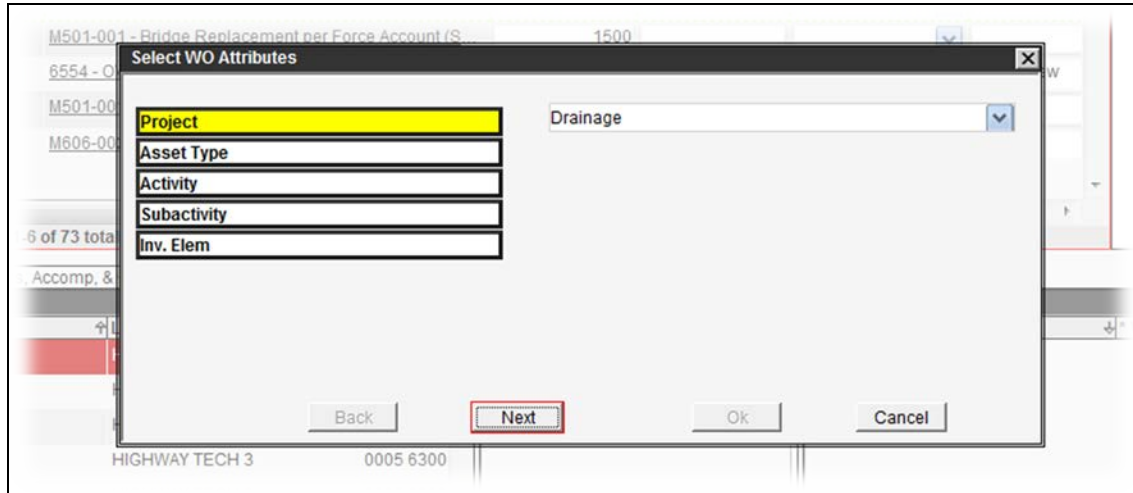 M501-001 - Bridge Replacement per Force Account (S... 1500
Select WO Attributes
6554 - O
M501-00
M606-00
Project
Drainage
Asset Type
Activity
Subactivity
Inv. Elem
-6 of 73 total
, Accomp, &
Back Next Ok Cancel
HIGHWAY TECH 3 0005 6300